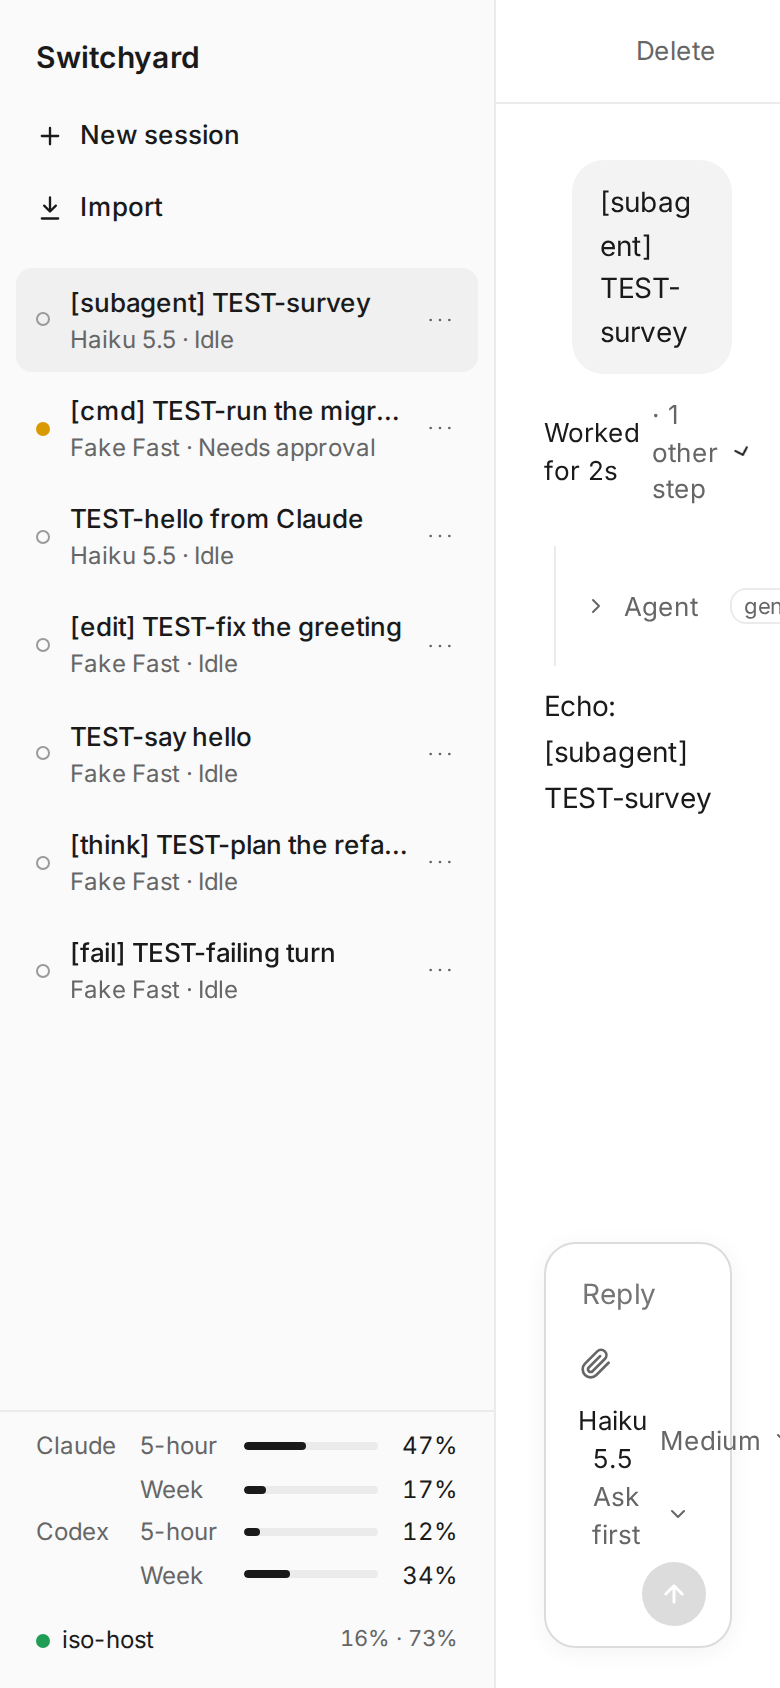 Switchyard
New session
Import
[subagent] TEST-survey
Haiku 5.5 · Idle
[cmd] TEST-run the migr...
Fake Fast · Needs approval
TEST-hello from Claude
Haiku 5.5 · Idle
[edit] TEST-fix the greeting
Fake Fast · Idle
TEST-say hello
Fake Fast · Idle
[think] TEST-plan the refa...
Fake Fast · Idle
[fail] TEST-failing turn
Fake Fast · Idle
Claude 5-hour 47%
Week 17%
Codex 5-hour 12%
Week 34%
iso-host 16% · 73%
Delete
[subag
ent]
TEST-
survey
Worked
for 2s
· 1
other
step
Agent gen
Echo:
[subagent]
TEST-survey
Reply
Haiku
5.5
Medium
Ask
first